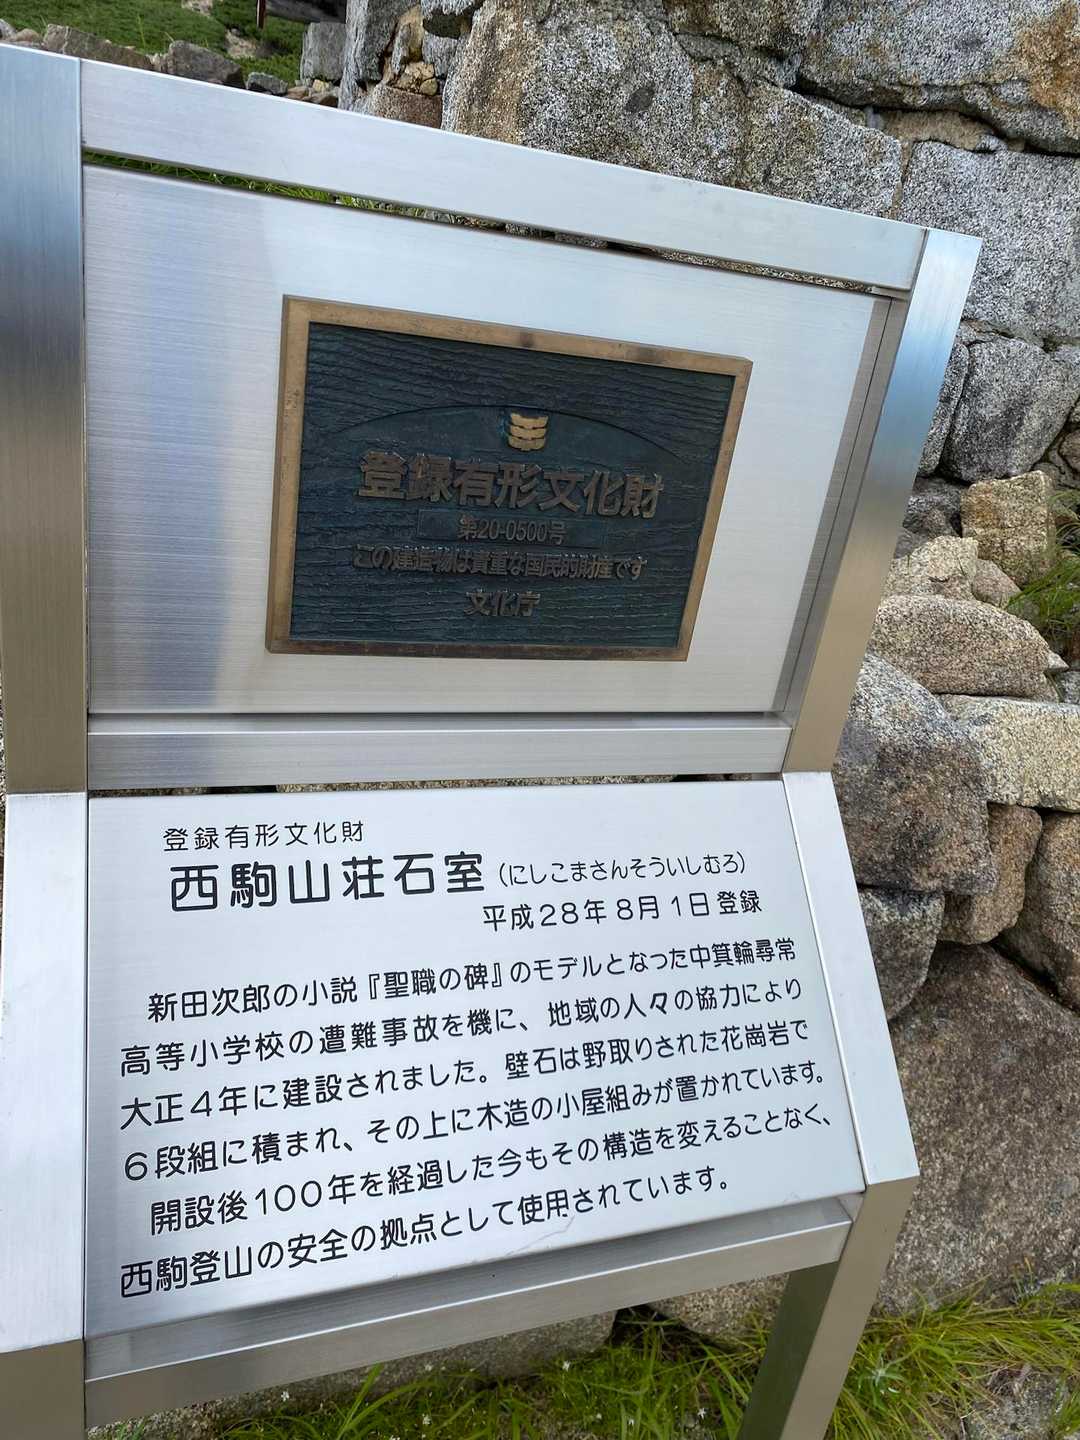 登録有形文化財
第20-0500号
この建造物は貴重な国民的財産です
文化庁
登録有形文化財
西駒山荘石室(にしこまさんそういしむろ)
平成28年8月1日登録
新田次郎の小説『聖職の碑』のモデルとなった中箕輪尋常
高等小学校の遭難事故を機に、地域の人々の協力により
大正4年に建設されました。壁石は野取りされた花崗岩で
6段組に積まれ、その上に木造の小屋組みが置かれています。
開設後100年を経過した今もその構造を変えることなく、
西駒登山の安全の拠点として使用されています。